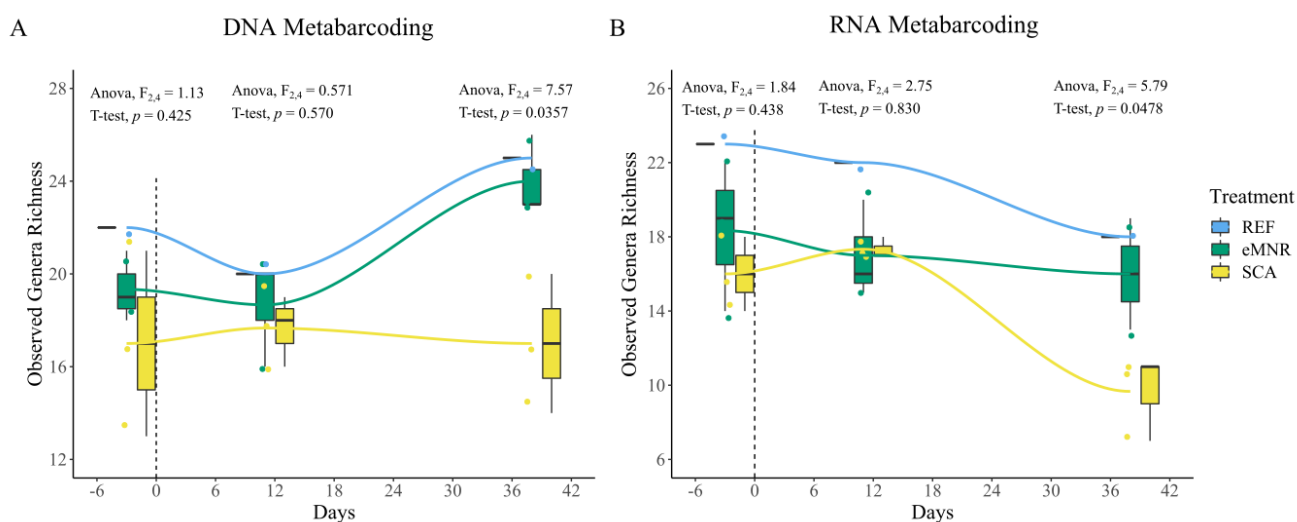 A
DNA Metabarcoding
Anova, F2,4 = 1.13
T-test, p = 0.425
Anova, F2,4 = 0.571
T-test, p = 0.570
Anova, F2,4 = 7.57
T-test, p = 0.0357
Observed Genera Richness
28
24
20
16
12
-6 0 6 12 18 24 30 36 42
Days
B
RNA Metabarcoding
Anova, F2,4 = 1.84
T-test, p = 0.438
Anova, F2,4 = 2.75
T-test, p = 0.830
Anova, F2,4 = 5.79
T-test, p = 0.0478
Observed Genera Richness
26
22
18
14
10
6
-6 0 6 12 18 24 30 36 42
Days
Treatment
REF
eMNR
SCA